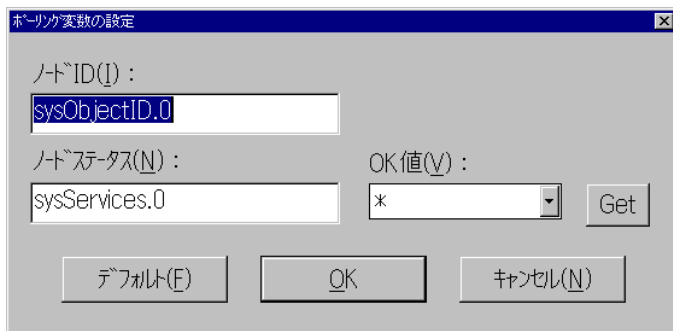 ﾎﾟｰﾘﾝｸﾞ変数の設定
ﾉｰﾄﾞID(I)：
sysObjectID.0
ﾉｰﾄﾞｽﾃｰﾀｽ(N)：
OK値(V)：
sysServices.0
*
Get
ﾃﾞﾌｫﾙﾄ(F)
OK
ｷｬﾝｾﾙ(N)